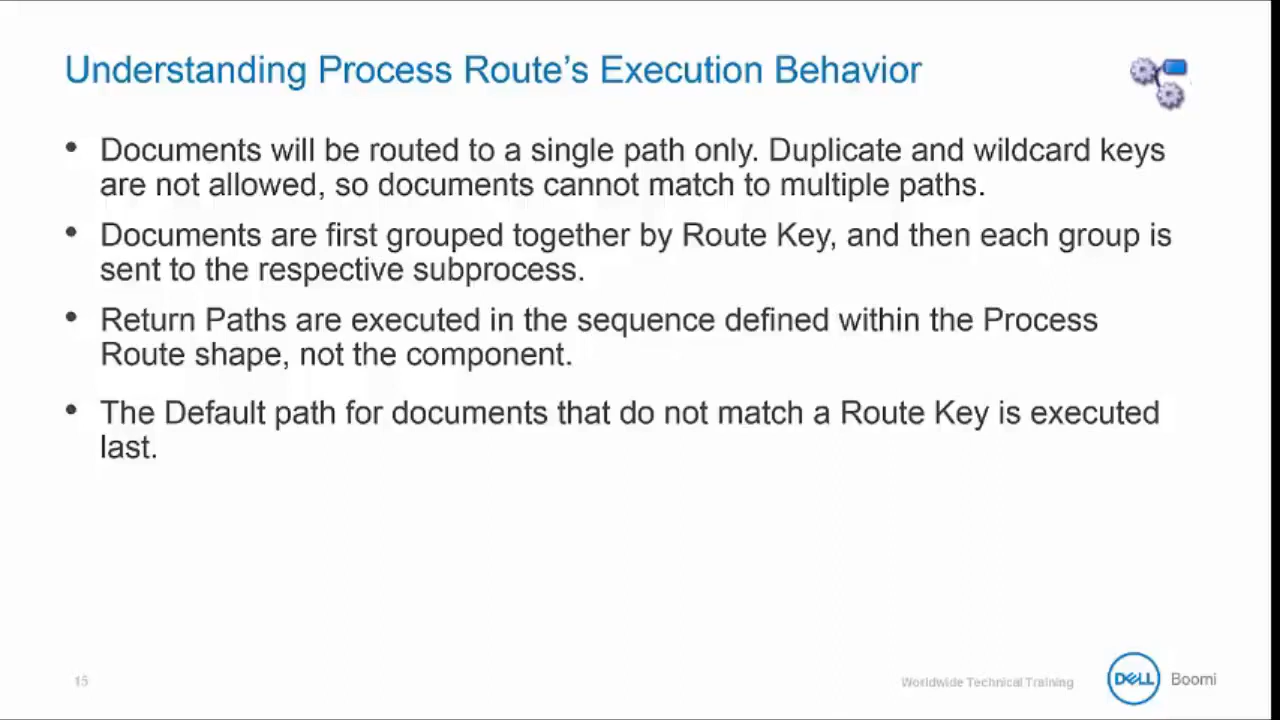 Understanding Process Route's Execution Behavior
• Documents will be routed to a single path only. Duplicate and wildcard keys
are not allowed, so documents cannot match to multiple paths.
• Documents are first grouped together by Route Key, and then each group is
sent to the respective subprocess.
• Return Paths are executed in the sequence defined within the Process
Route shape, not the component.
• The Default path for documents that do not match a Route Key is executed
last.
15
Worldwide Technical Training
DELL
Boomi